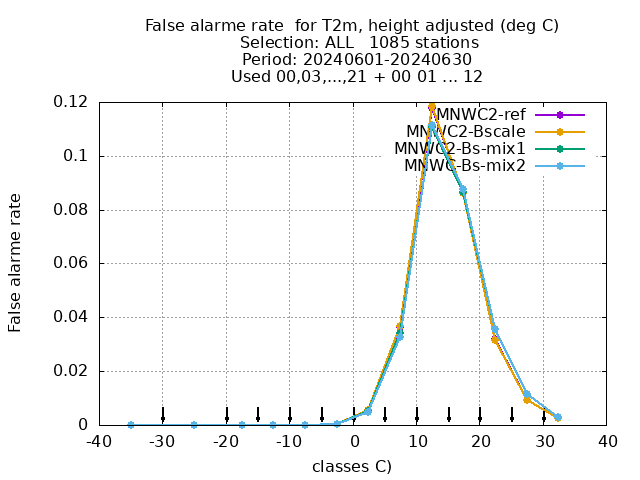 False alarme rate  for T2m, height adjusted (deg C)
Selection: ALL   1085 stations
Period: 20240601-20240630
Used 00,03,...,21 + 00 01 ... 12
0.12
0.1
0.08
0.06
0.04
0.02
0
False alarme rate
MNWC2-ref
MNWC2-Bscale
MNWC2-Bs-mix1
MNWC-Bs-mix2
-40 -30 -20 -10 0 10 20 30 40
classes C)